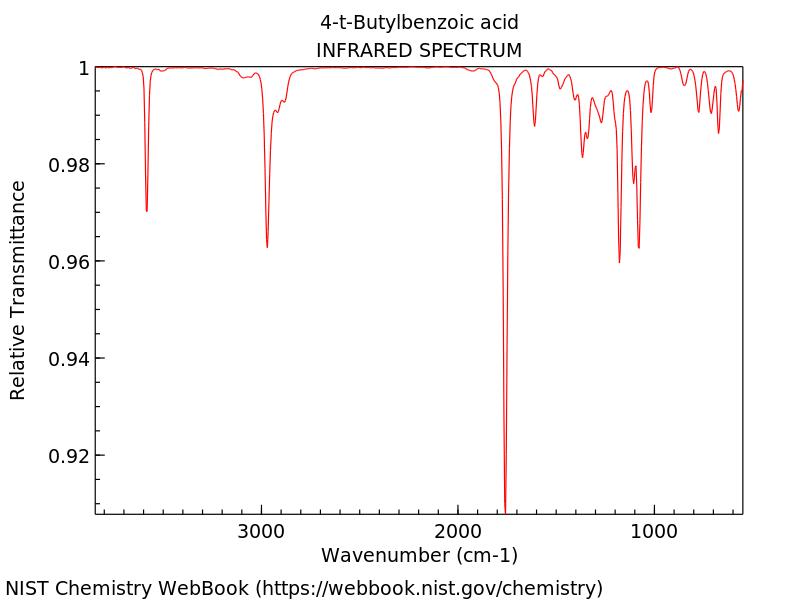 4-t-Butylbenzoic acid
INFRARED SPECTRUM
1
0.98
0.96
0.94
0.92
Relative Transmittance
3000 2000 1000
Wavenumber (cm-1)
NIST Chemistry WebBook (https://webbook.nist.gov/chemistry)